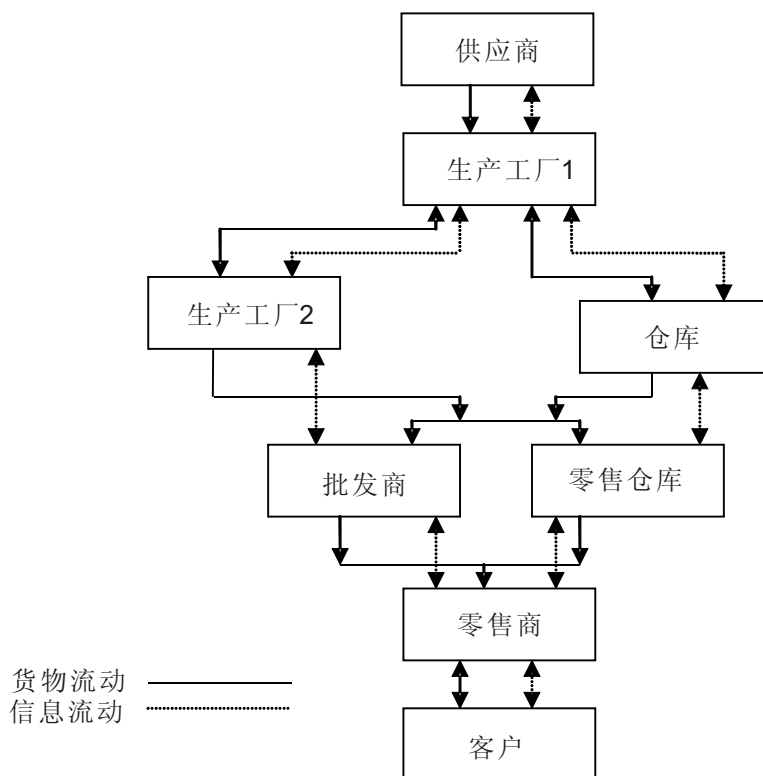 供应商
生产工厂1
生产工厂2
仓库
批发商
零售仓库
零售商
货物流动
信息流动
客户